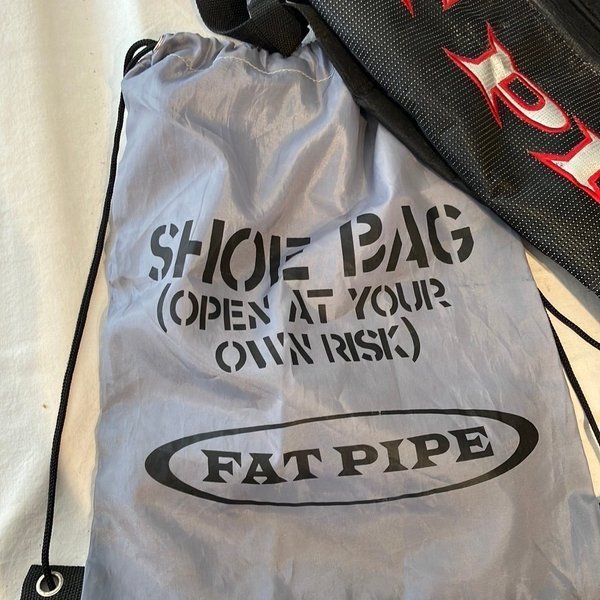 SHOE BAG
(OPEN AT YOUR
OWN RISK)
FAT PIPE